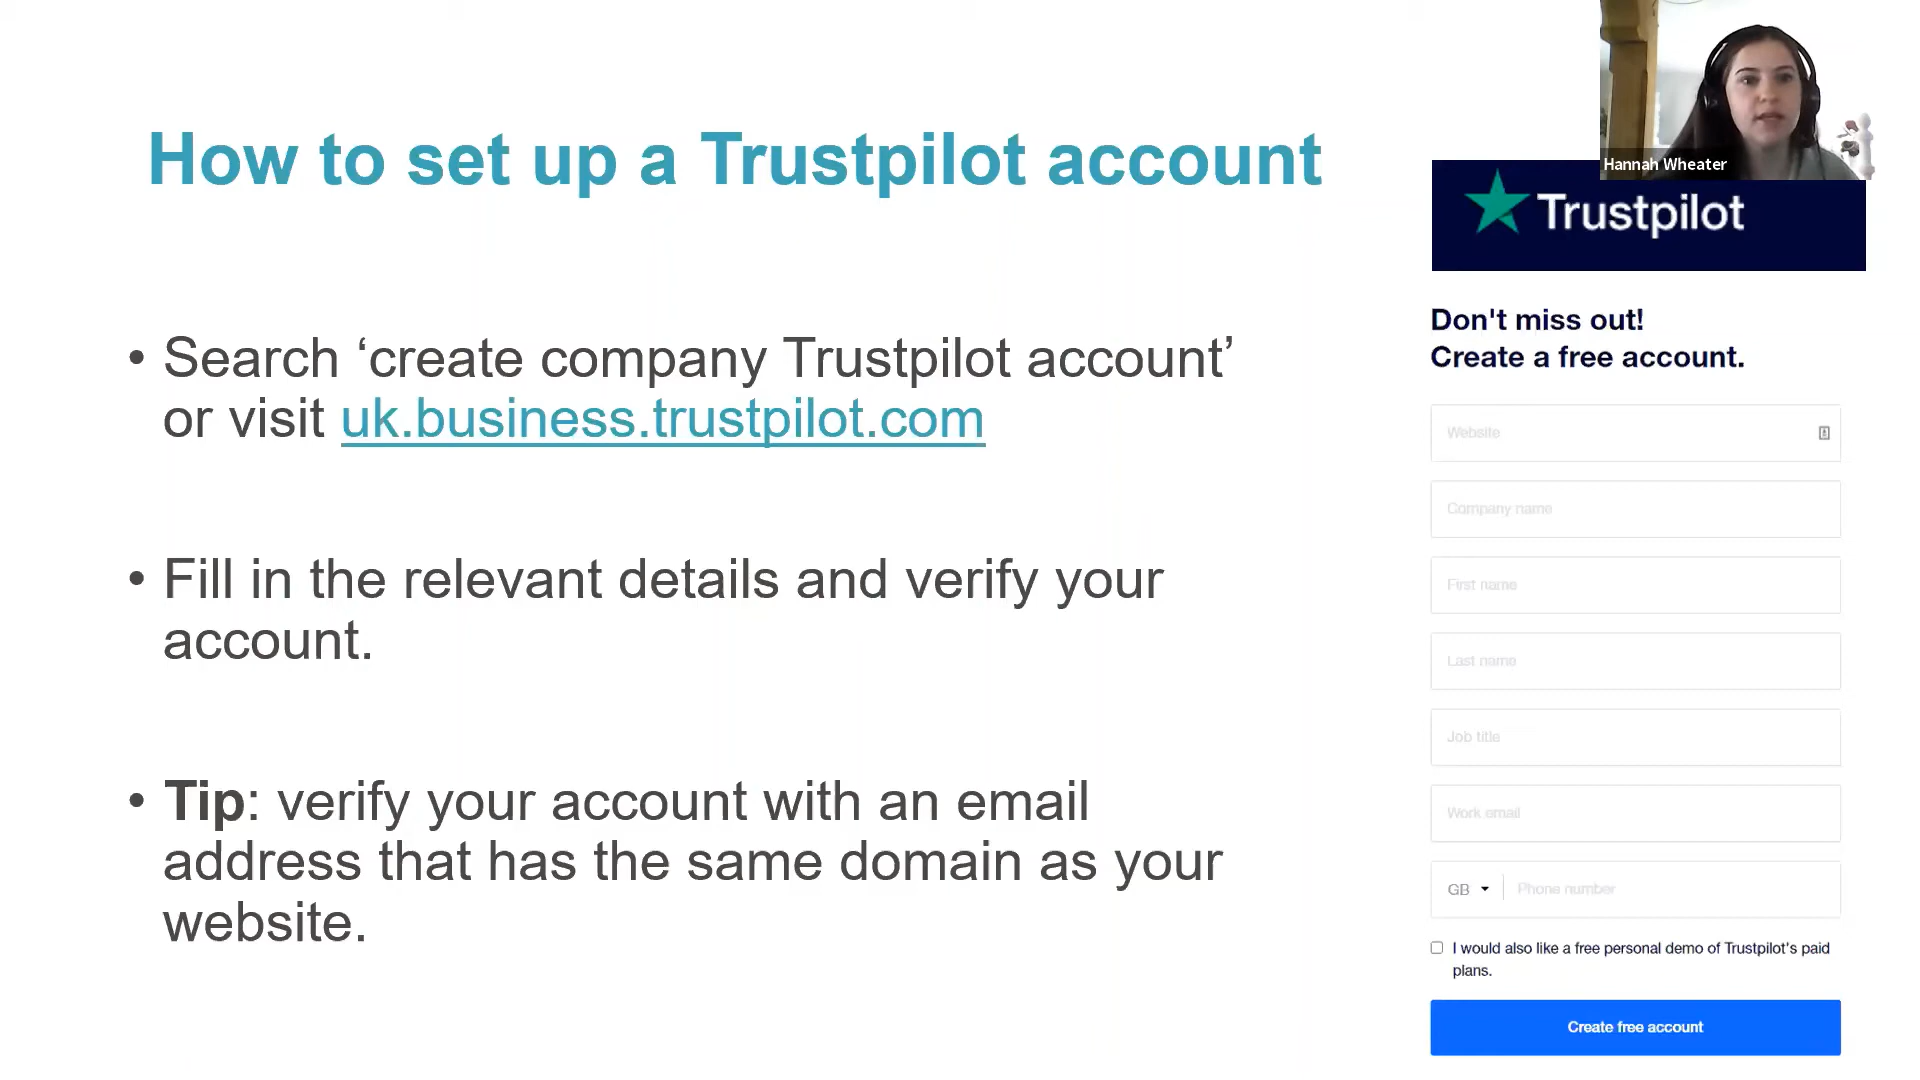 How to set up a Trustpilot account
• Search ‘create company Trustpilot account’
or visit uk.business.trustpilot.com
• Fill in the relevant details and verify your
account.
• Tip: verify your account with an email
address that has the same domain as your
website.
Hannah Wheater
Trustpilot
Don't miss out!
Create a free account.
Website
Company name
First name
Last name
Job title
Work email
GB Phone number
I would also like a free personal demo of Trustpilot's paid
plans.
Create free account